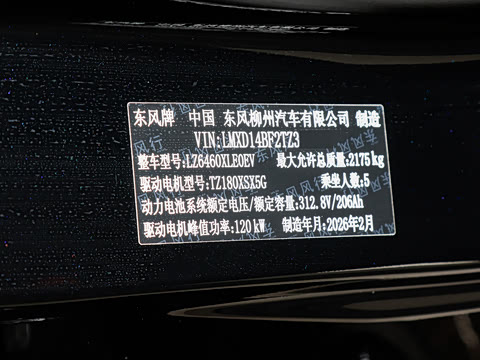 东风牌 中国 东风柳州汽车有限公司 制造
VIN:LMXD14BF2TZ3
整车型号:LZ6460XLE0EV 最大允许总质量:2175kg
驱动电机型号:TZ180XSX5G 乘坐人数:5
动力电池系统额定电压/额定容量:312.8V/206Ah
驱动电机峰值功率:120kW 制造年月:2026年2月